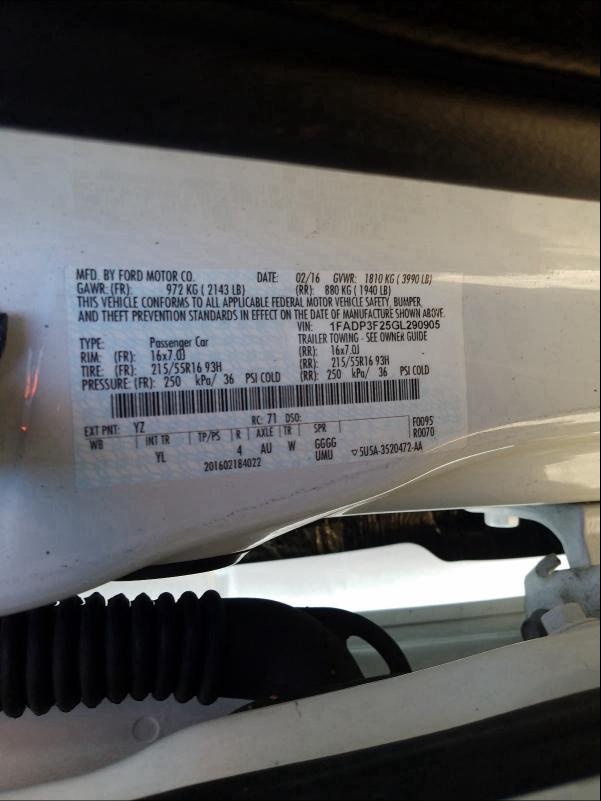 MFD. BY FORD MOTOR CO. DATE: 02/16 GVWR: 1810 KG ( 3990 LB)
GAWR: (FR): 972 KG ( 2143 LB) (RR): 880 KG ( 1940 LB)
THIS VEHICLE CONFORMS TO ALL APPLICABLE FEDERAL MOTOR VEHICLE SAFETY, BUMPER,
AND THEFT PREVENTION STANDARDS IN EFFECT ON THE DATE OF MANUFACTURE SHOWN ABOVE.
VIN: 1FADP3F25GL290905
TYPE: Passenger Car TRAILER TOWING - SEE OWNER GUIDE
RIM: (FR): 16x7.0J (RR): 16x7.0J
TIRE: (FR): 215/55R16 93H (RR): 215/55R16 93H
PRESSURE: (FR): 250 kPa/ 36 PSI COLD (RR): 250 kPa/ 36 PSI COLD
EXT PNT: YZ RC: 71 DSO: F0095
WB INT TR TP/PS R AXLE TR SPR R0070
YL 4 AU W GGGG
201602184022 UMU ▽5U5A-3520472-AA